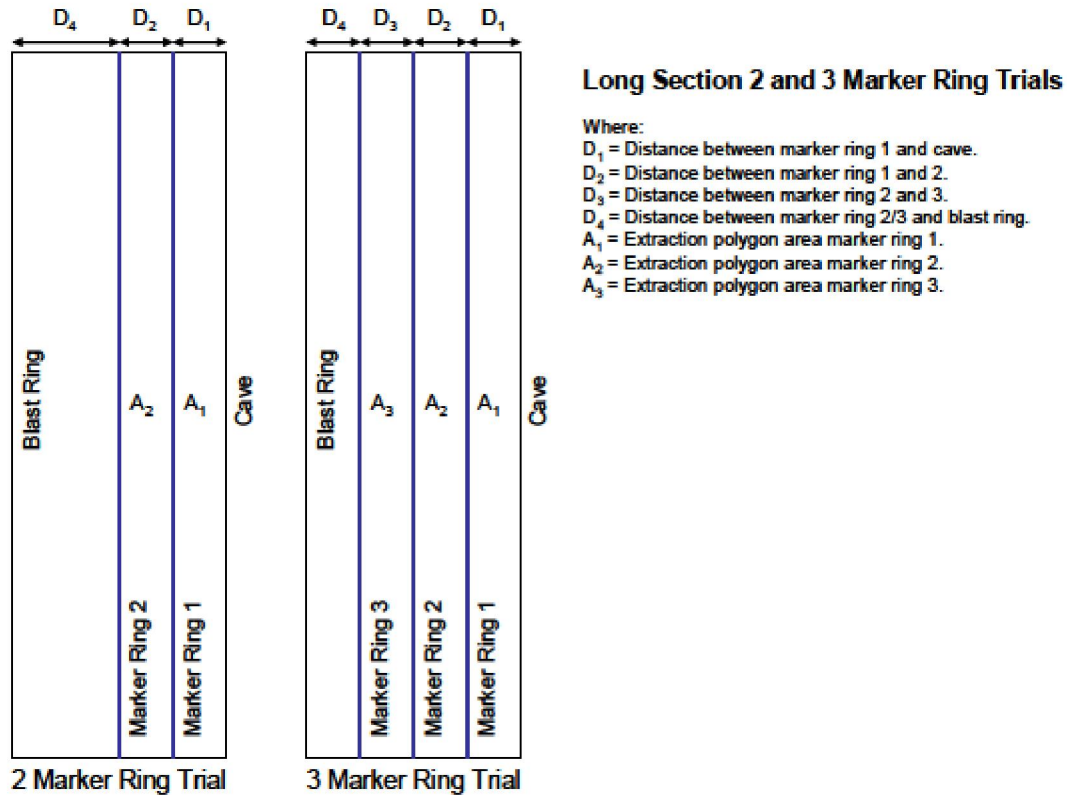 D₄ D₂ D₁
D₄ D₃ D₂ D₁
Long Section 2 and 3 Marker Ring Trials
Where:
D₁ = Distance between marker ring 1 and cave.
D₂ = Distance between marker ring 1 and 2.
D₃ = Distance between marker ring 2 and 3.
D₄ = Distance between marker ring 2/3 and blast ring.
A₁ = Extraction polygon area marker ring 1.
A₂ = Extraction polygon area marker ring 2.
A₃ = Extraction polygon area marker ring 3.
Blast Ring
A₂
A₁
Cave
Marker Ring 2
Marker Ring 1
2 Marker Ring Trial
Blast Ring
A₃
A₂
A₁
Cave
Marker Ring 3
Marker Ring 2
Marker Ring 1
3 Marker Ring Trial